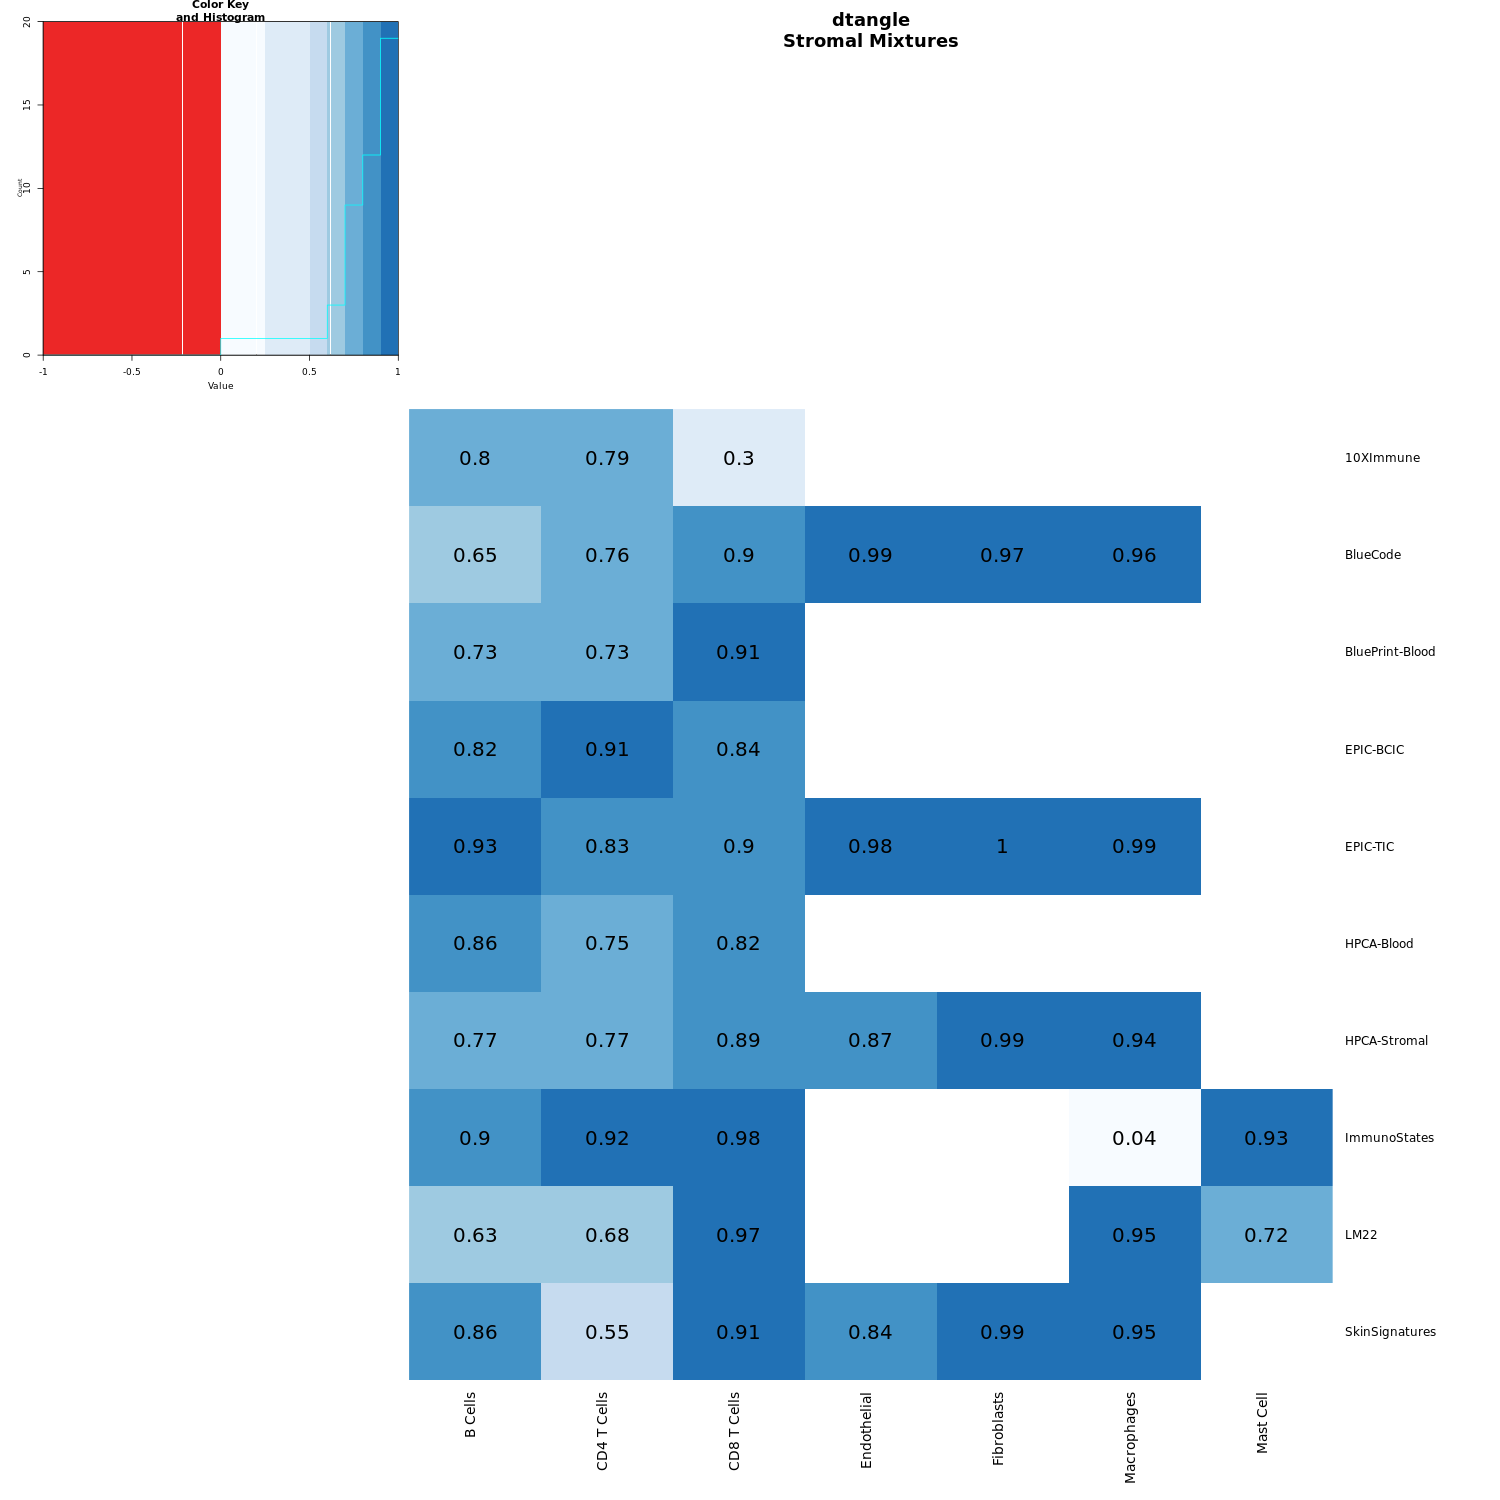 Color Key
and Histogram
dtangle
Stromal Mixtures
20
15
10
5
0
Count
-1 -0.5 0 0.5 1
Value
0.8 0.79 0.3 10XImmune
0.65 0.76 0.9 0.99 0.97 0.96 BlueCode
0.73 0.73 0.91 BluePrint-Blood
0.82 0.91 0.84 EPIC-BCIC
0.93 0.83 0.9 0.98 1 0.99 EPIC-TIC
0.86 0.75 0.82 HPCA-Blood
0.77 0.77 0.89 0.87 0.99 0.94 HPCA-Stromal
0.9 0.92 0.98 0.04 0.93 ImmunoStates
0.63 0.68 0.97 0.95 0.72 LM22
0.86 0.55 0.91 0.84 0.99 0.95 SkinSignatures
B Cells
CD4 T Cells
CD8 T Cells
Endothelial
Fibroblasts
Macrophages
Mast Cell